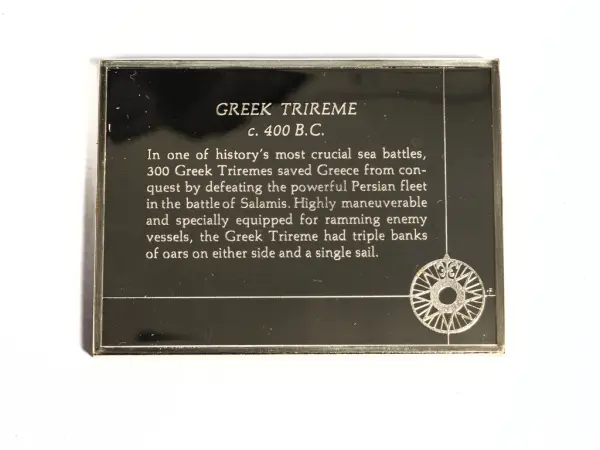 GREEK TRIREME
c. 400 B.C.
In one of history's most crucial sea battles,
300 Greek Triremes saved Greece from con-
quest by defeating the powerful Persian fleet
in the battle of Salamis. Highly maneuverable
and specially equipped for ramming enemy
vessels, the Greek Trireme had triple banks
of oars on either side and a single sail.